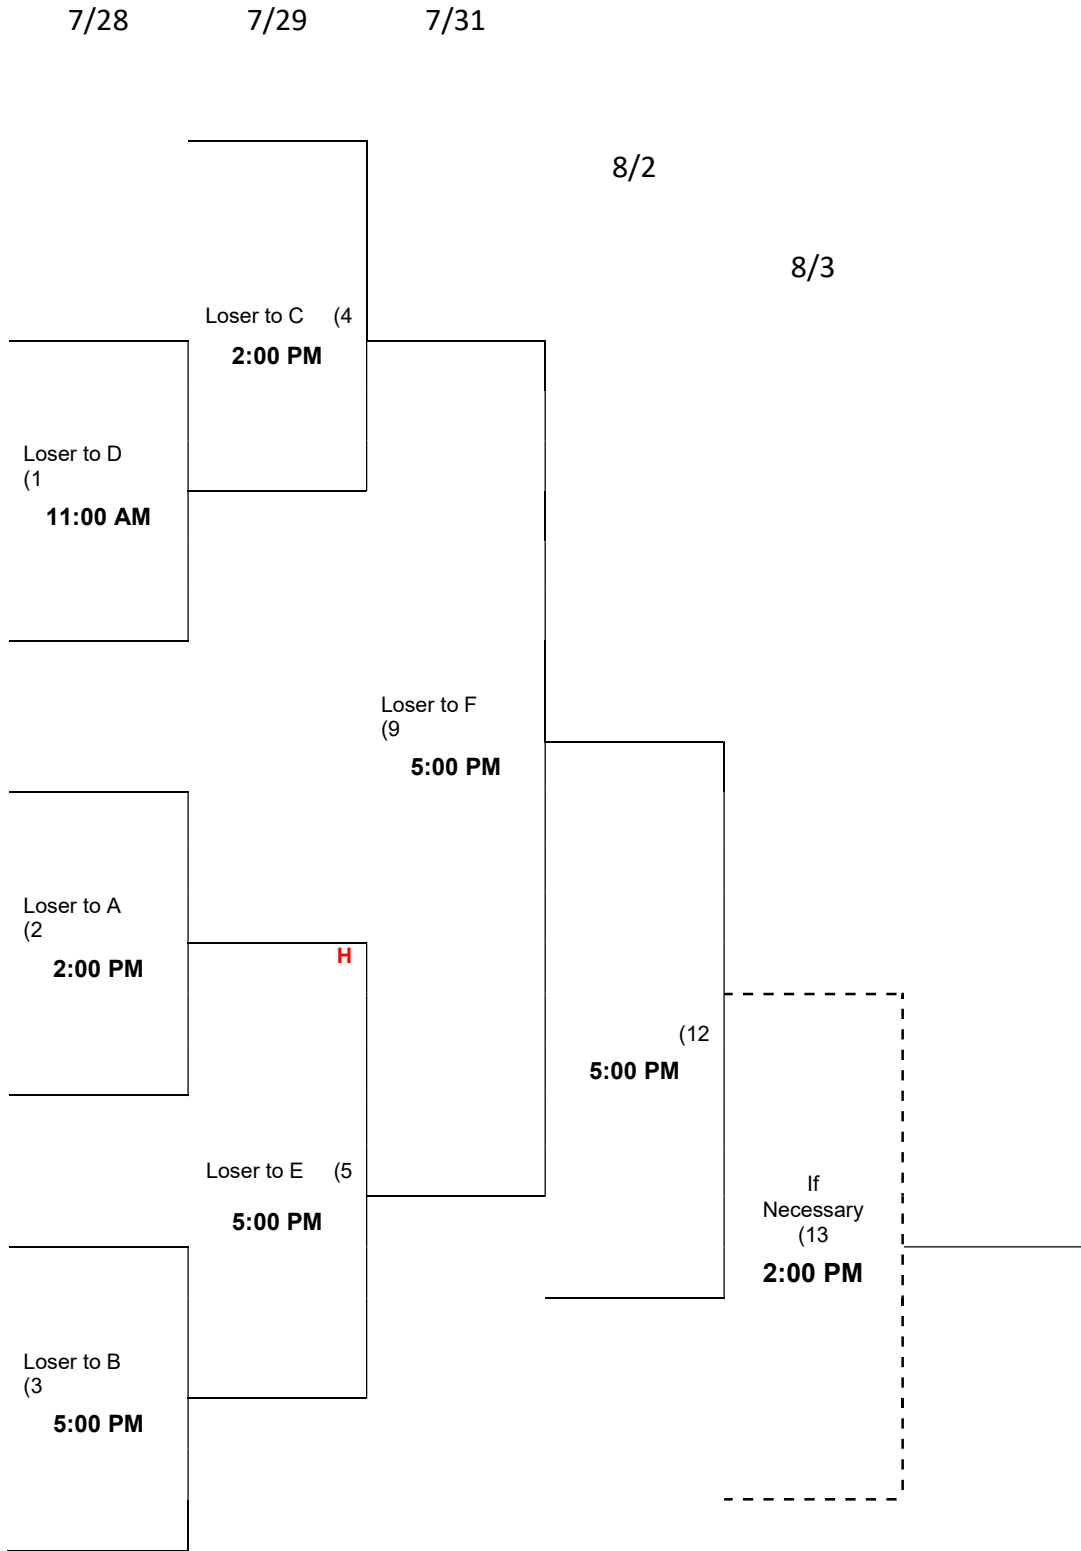 7/28 7/29 7/31
8/2
8/3
Loser to C (4
2:00 PM
Loser to D
(1
11:00 AM
Loser to F
(9
5:00 PM
Loser to A
(2
2:00 PM
H
(12
5:00 PM
Loser to E (5
5:00 PM
If
Necessary
(13
2:00 PM
Loser to B
(3
5:00 PM